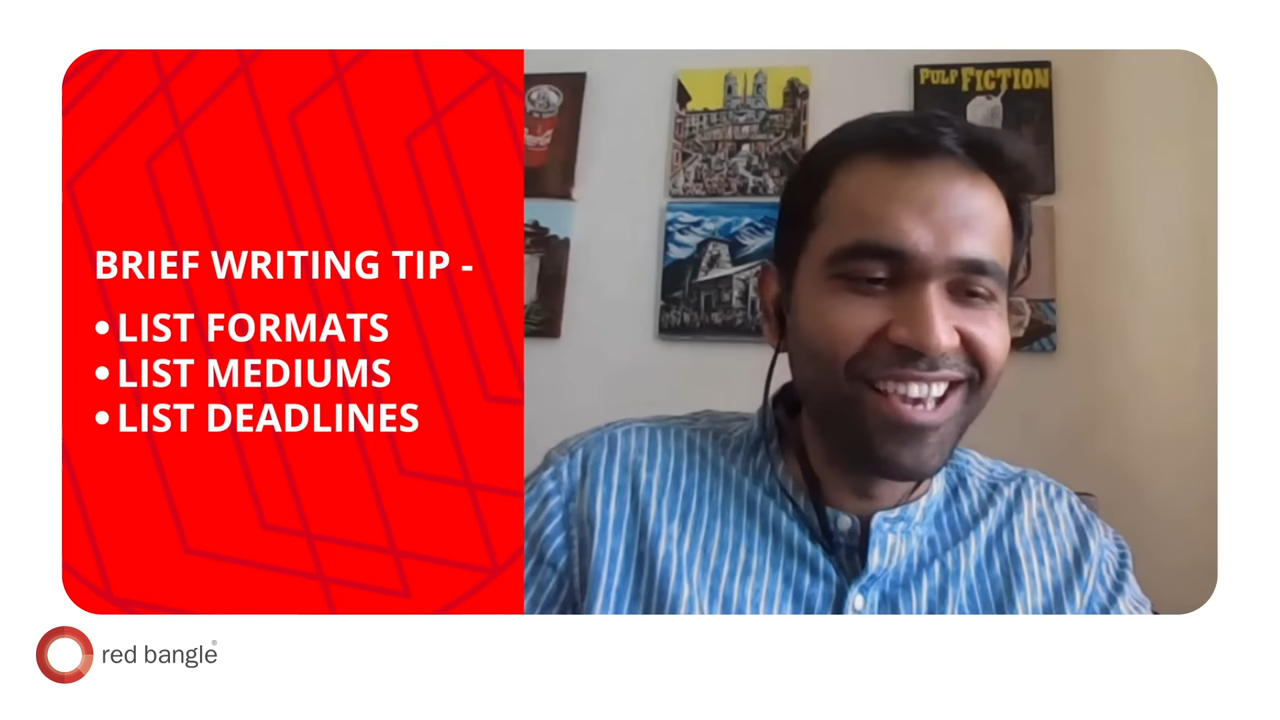 BRIEF WRITING TIP -
• LIST FORMATS
• LIST MEDIUMS
• LIST DEADLINES
PULP FICTION
red bangle®